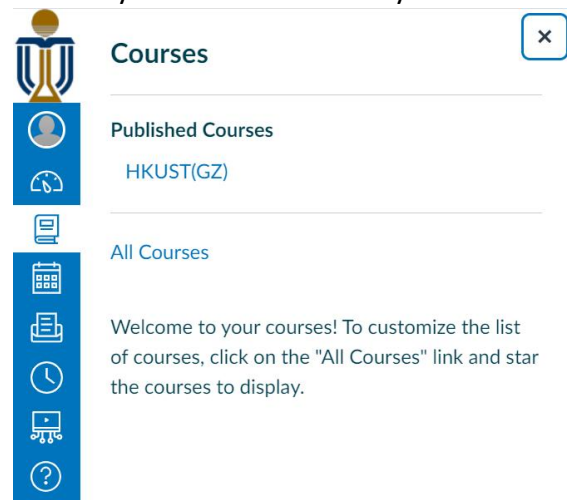 Courses
Published Courses
HKUST(GZ)
All Courses
Welcome to your courses! To customize the list
of courses, click on the "All Courses" link and star
the courses to display.